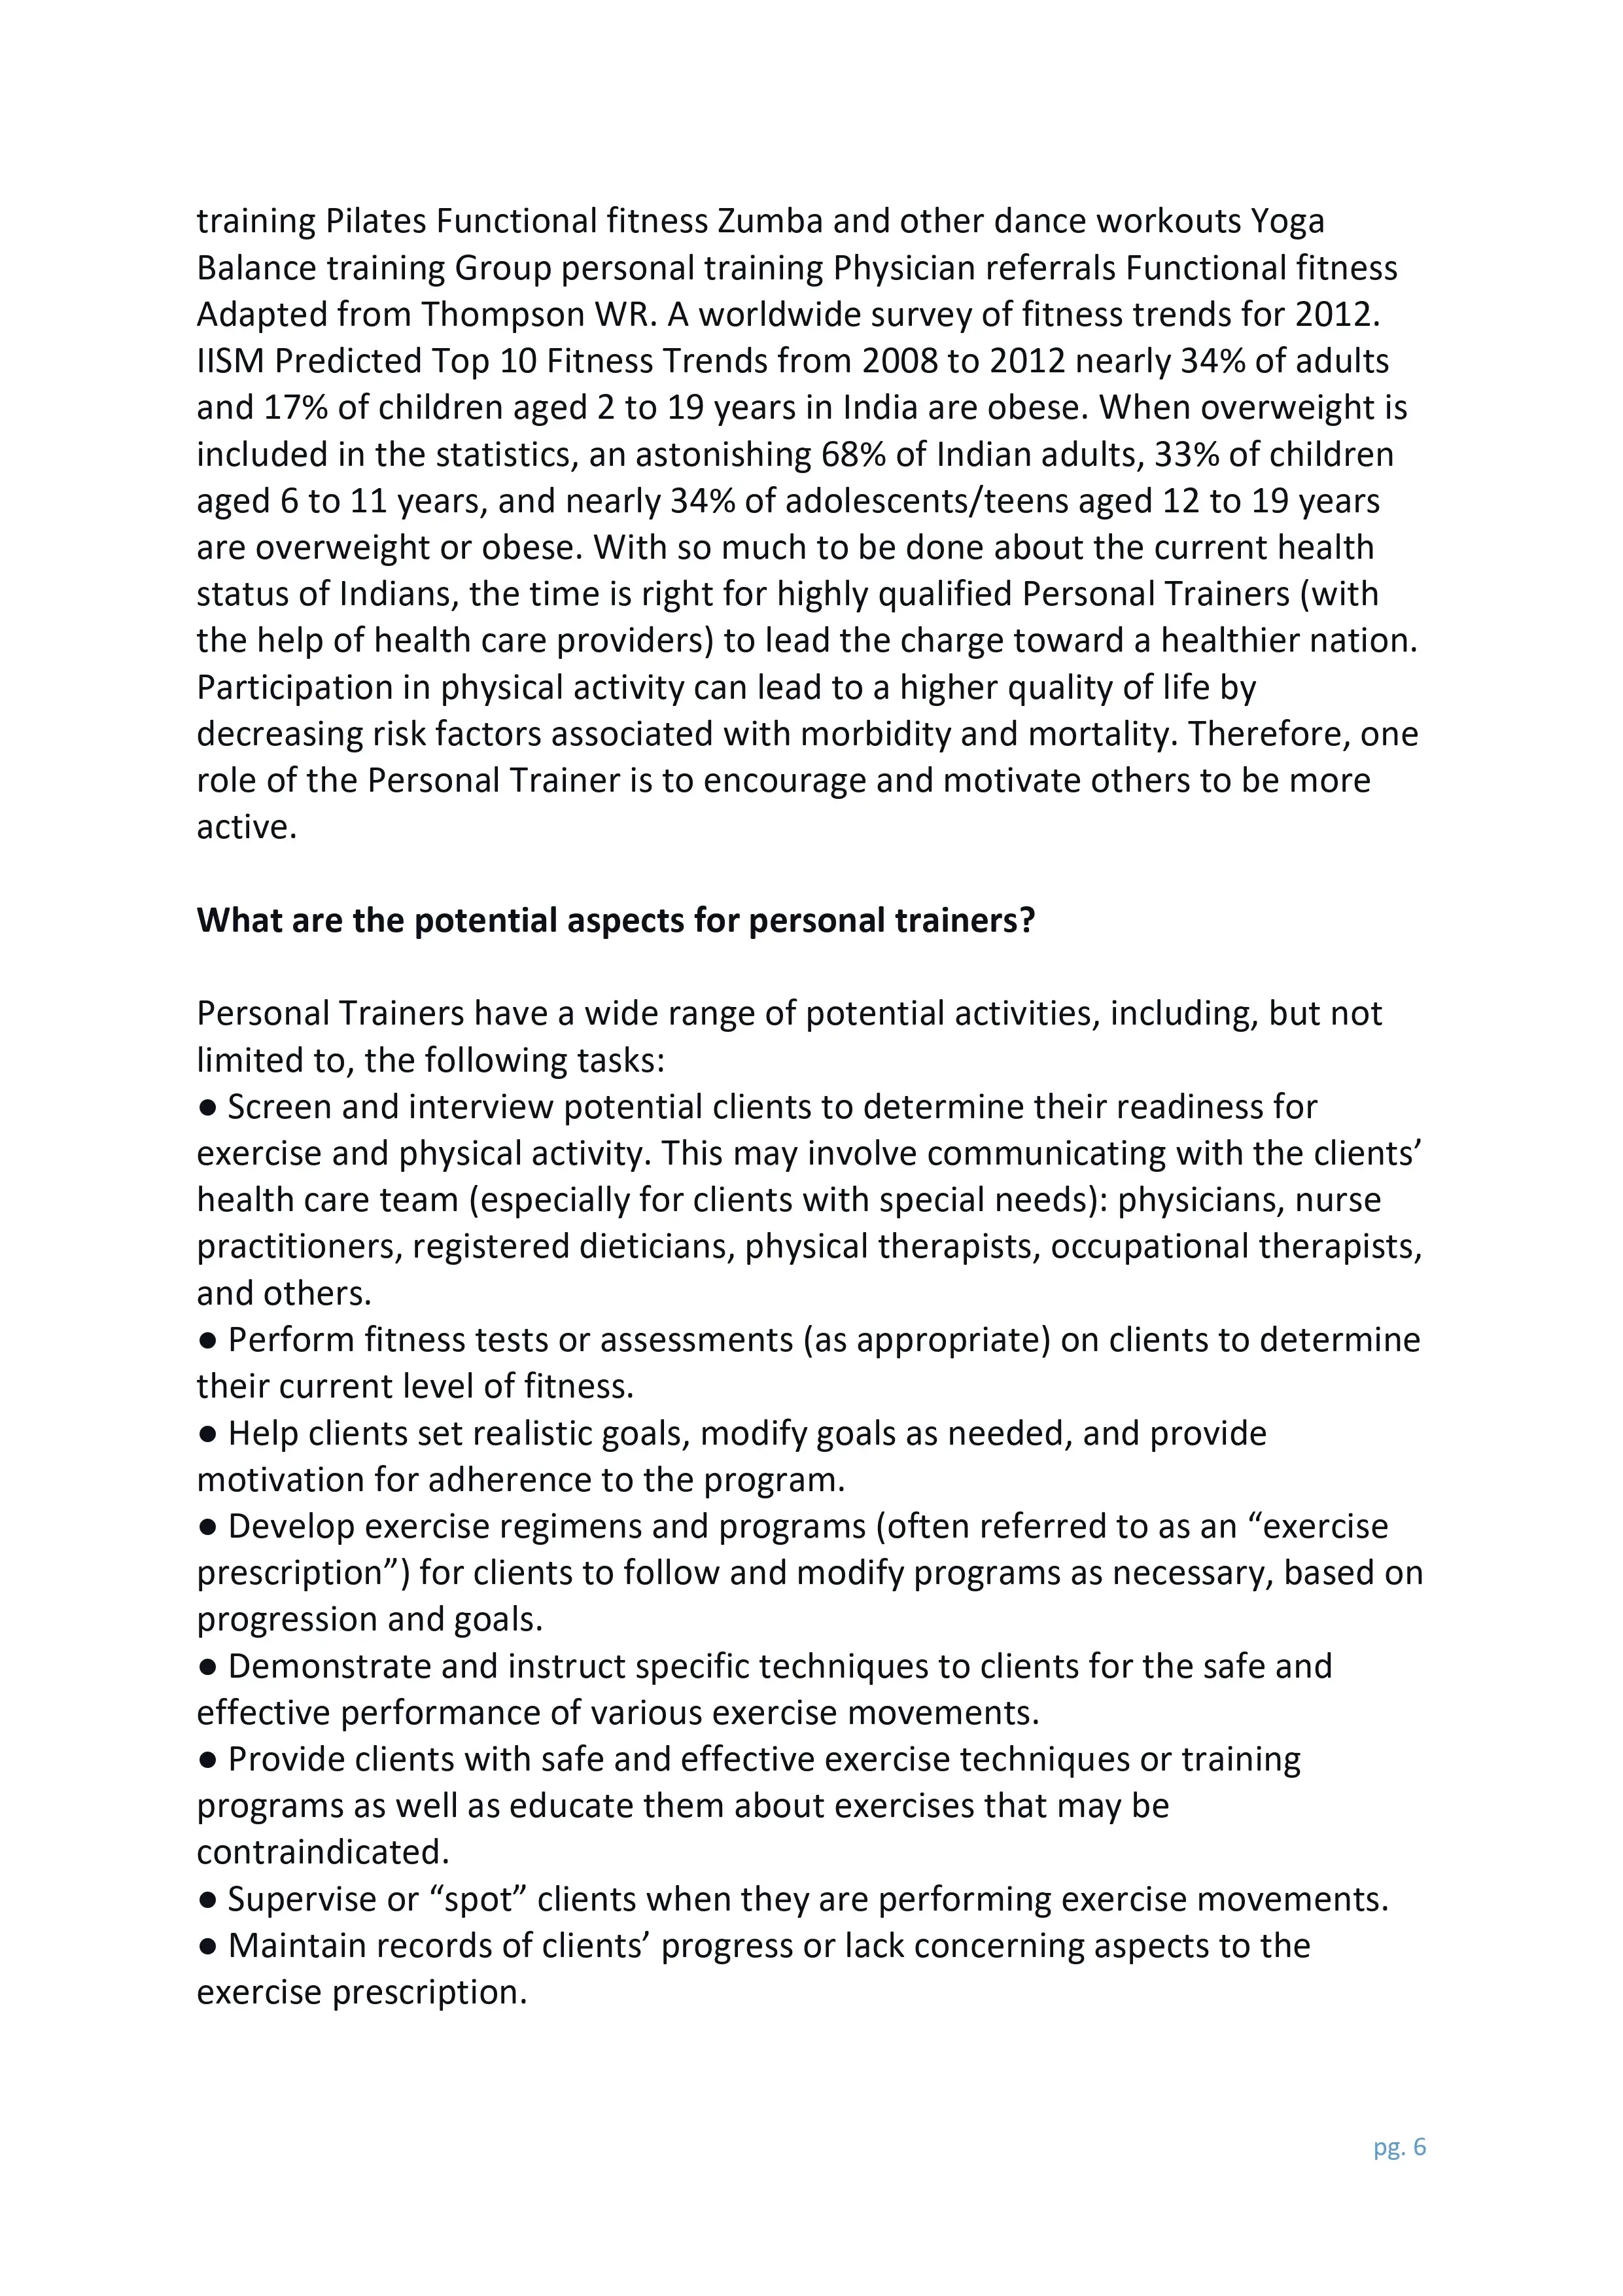 training Pilates Functional fitness Zumba and other dance workouts Yoga
Balance training Group personal training Physician referrals Functional fitness
Adapted from Thompson WR. A worldwide survey of fitness trends for 2012.
IISM Predicted Top 10 Fitness Trends from 2008 to 2012 nearly 34% of adults
and 17% of children aged 2 to 19 years in India are obese. When overweight is
included in the statistics, an astonishing 68% of Indian adults, 33% of children
aged 6 to 11 years, and nearly 34% of adolescents/teens aged 12 to 19 years
are overweight or obese. With so much to be done about the current health
status of Indians, the time is right for highly qualified Personal Trainers (with
the help of health care providers) to lead the charge toward a healthier nation.
Participation in physical activity can lead to a higher quality of life by
decreasing risk factors associated with morbidity and mortality. Therefore, one
role of the Personal Trainer is to encourage and motivate others to be more
active.
What are the potential aspects for personal trainers?
Personal Trainers have a wide range of potential activities, including, but not
limited to, the following tasks:
● Screen and interview potential clients to determine their readiness for
exercise and physical activity. This may involve communicating with the clients’
health care team (especially for clients with special needs): physicians, nurse
practitioners, registered dieticians, physical therapists, occupational therapists,
and others.
● Perform fitness tests or assessments (as appropriate) on clients to determine
their current level of fitness.
● Help clients set realistic goals, modify goals as needed, and provide
motivation for adherence to the program.
● Develop exercise regimens and programs (often referred to as an “exercise
prescription”) for clients to follow and modify programs as necessary, based on
progression and goals.
● Demonstrate and instruct specific techniques to clients for the safe and
effective performance of various exercise movements.
● Provide clients with safe and effective exercise techniques or training
programs as well as educate them about exercises that may be
contraindicated.
● Supervise or “spot” clients when they are performing exercise movements.
● Maintain records of clients’ progress or lack concerning aspects to the
exercise prescription.
pg. 6